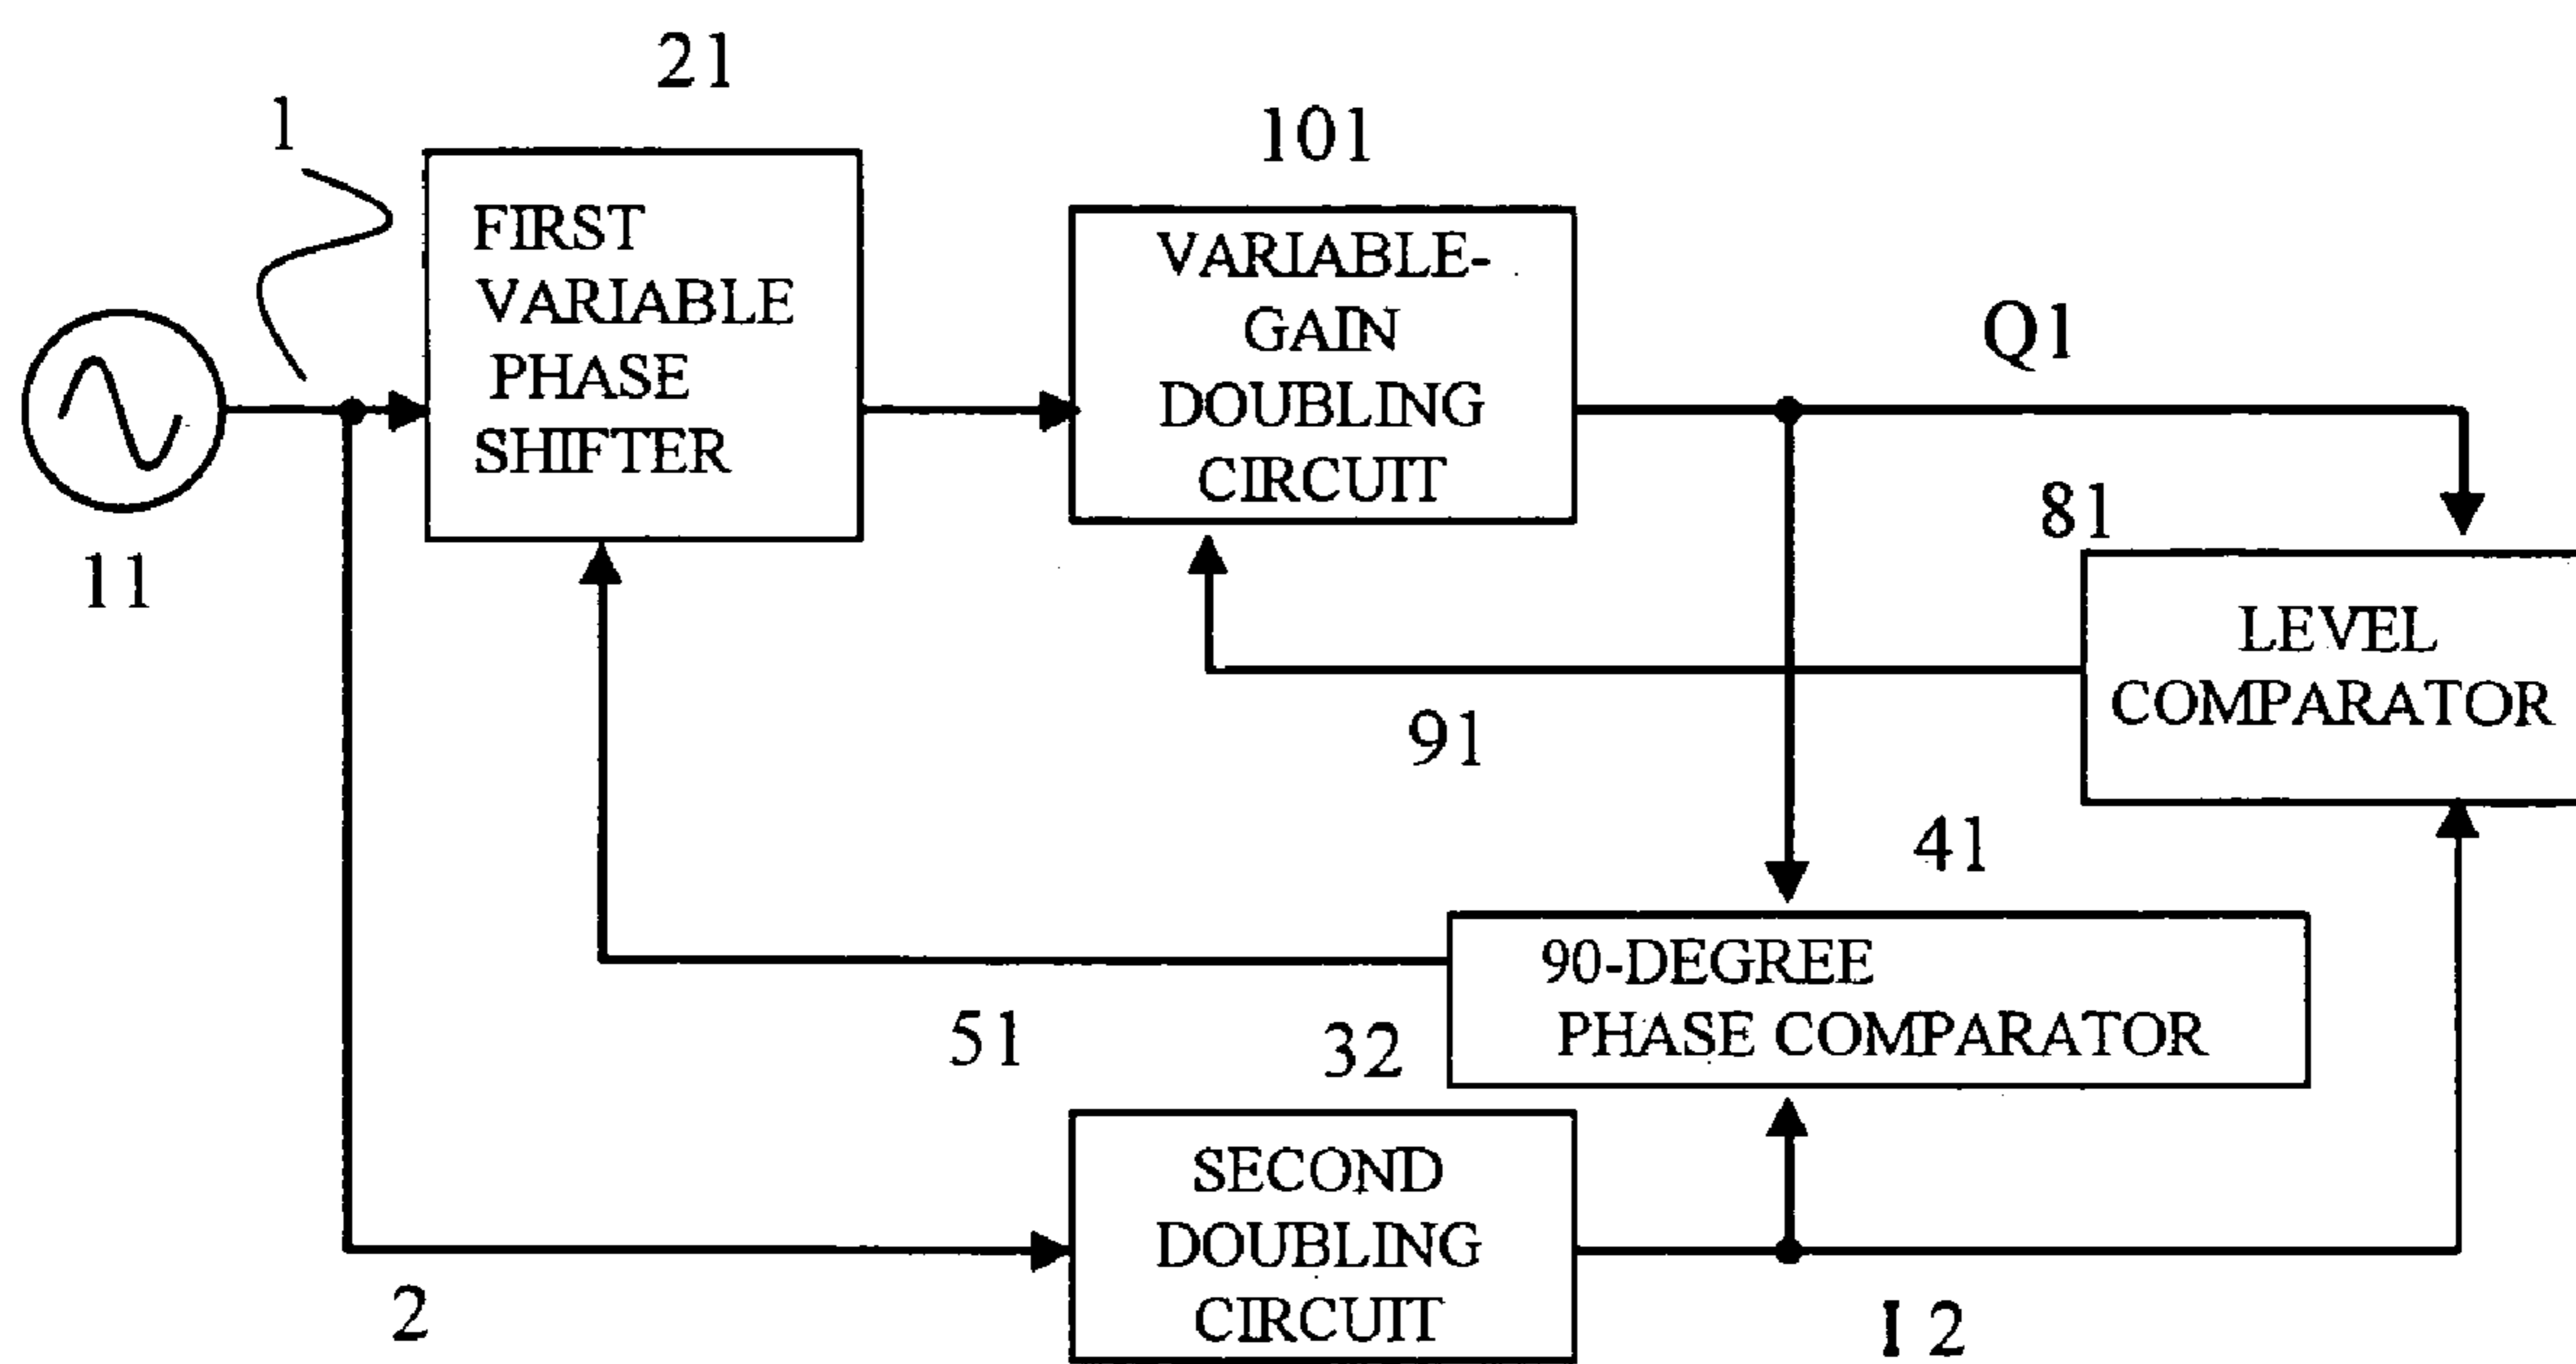 21
1
101
FIRST
VARIABLE
PHASE
SHIFTER
VARIABLE-
GAIN
DOUBLING
CIRCUIT
Q1
11
81
LEVEL
COMPARATOR
91
41
90-DEGREE
PHASE COMPARATOR
51
32
SECOND
DOUBLING
CIRCUIT
2
I 2